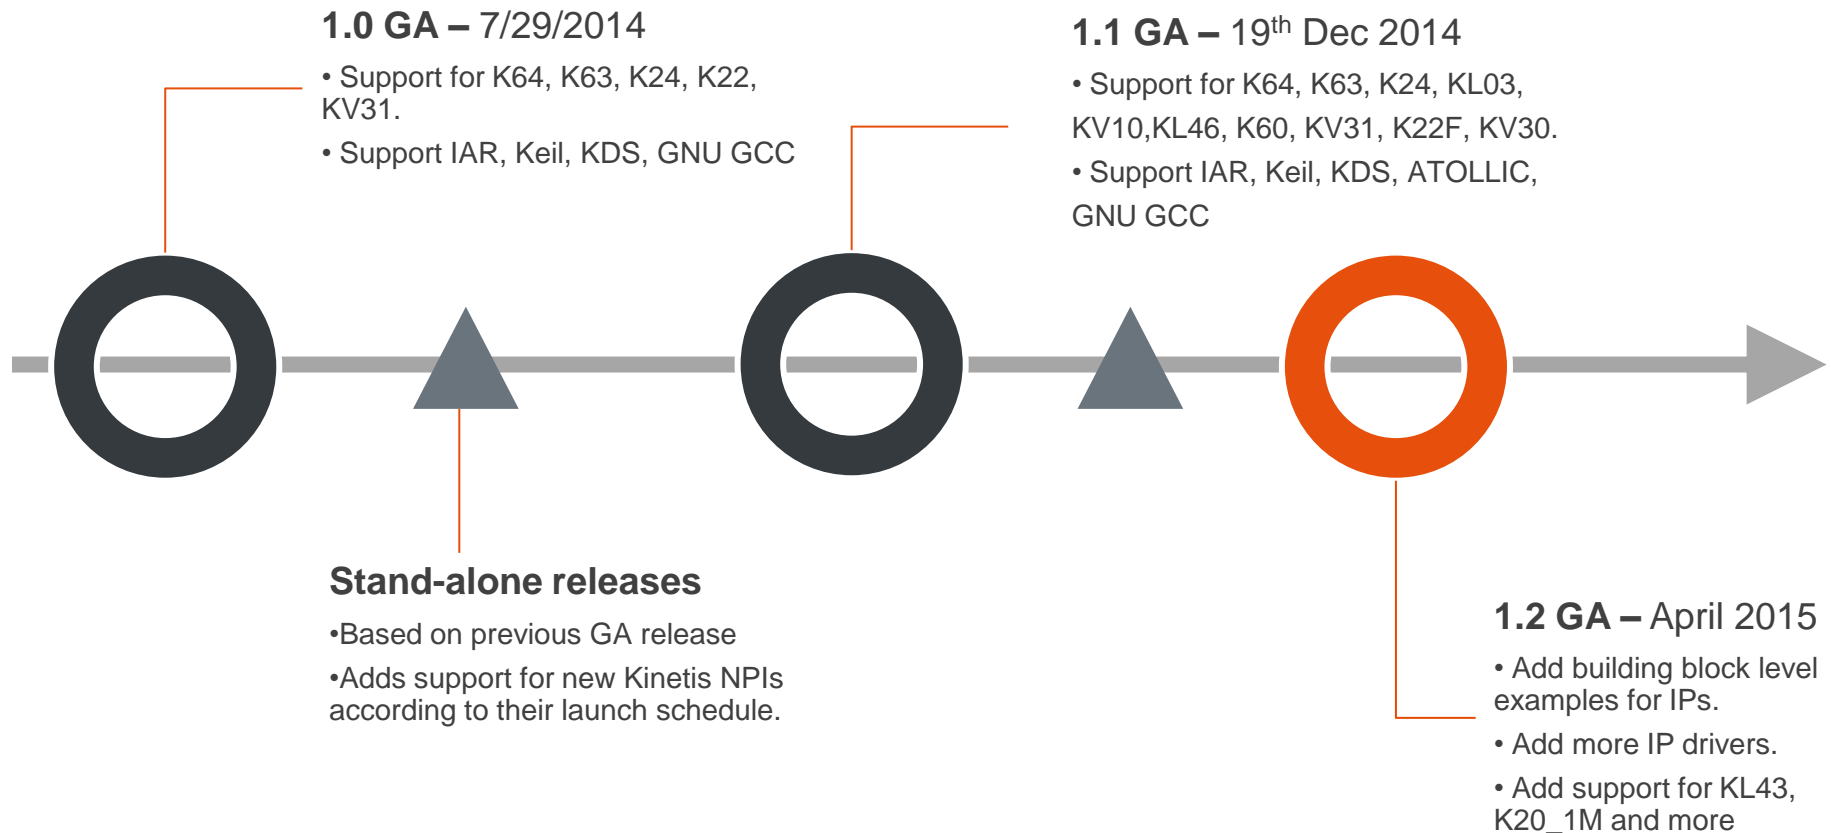 1.0 GA – 7/29/2014
• Support for K64, K63, K24, K22,
KV31.
• Support IAR, Keil, KDS, GNU GCC
1.1 GA – 19th Dec 2014
• Support for K64, K63, K24, KL03,
KV10,KL46, K60, KV31, K22F, KV30.
• Support IAR, Keil, KDS, ATOLLIC,
GNU GCC
Stand-alone releases
•Based on previous GA release
•Adds support for new Kinetis NPIs
according to their launch schedule.
1.2 GA – April 2015
• Add building block level
examples for IPs.
• Add more IP drivers.
• Add support for KL43,
K20_1M and more